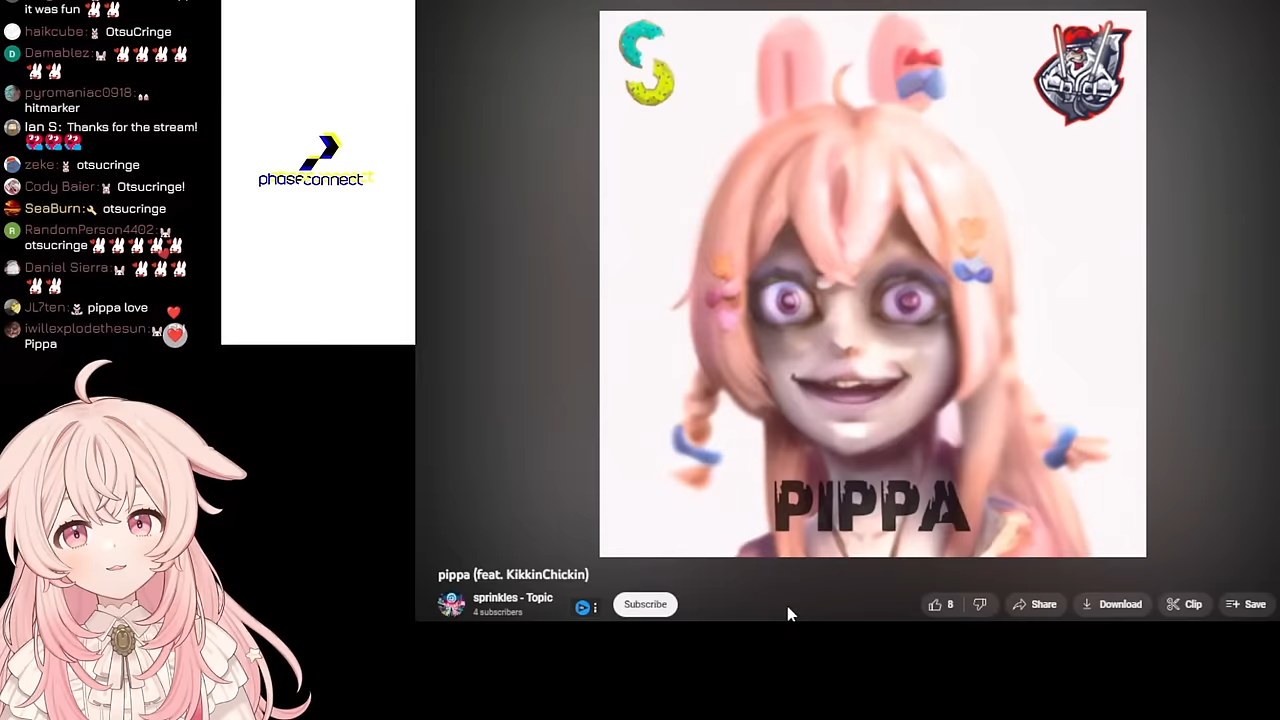 it was fun
haikcube: OtsuCringe
D Damablez:
pyromaniac0918:
hitmarker
Ian S: Thanks for the stream!
zeke: otsucringe
Cody Baier: Otsucringe!
SeaBurn: otsucringe
R RandomPerson4402:
otsucringe
Daniel Sierra:
JL7ten: pippa love
iwillexplodethesun:
Pippa
phaseconnect
PIPPA
pippa (feat. KikkinChickin)
sprinkles - Topic
4 subscribers
Subscribe
8
Share
Download
Clip
Save